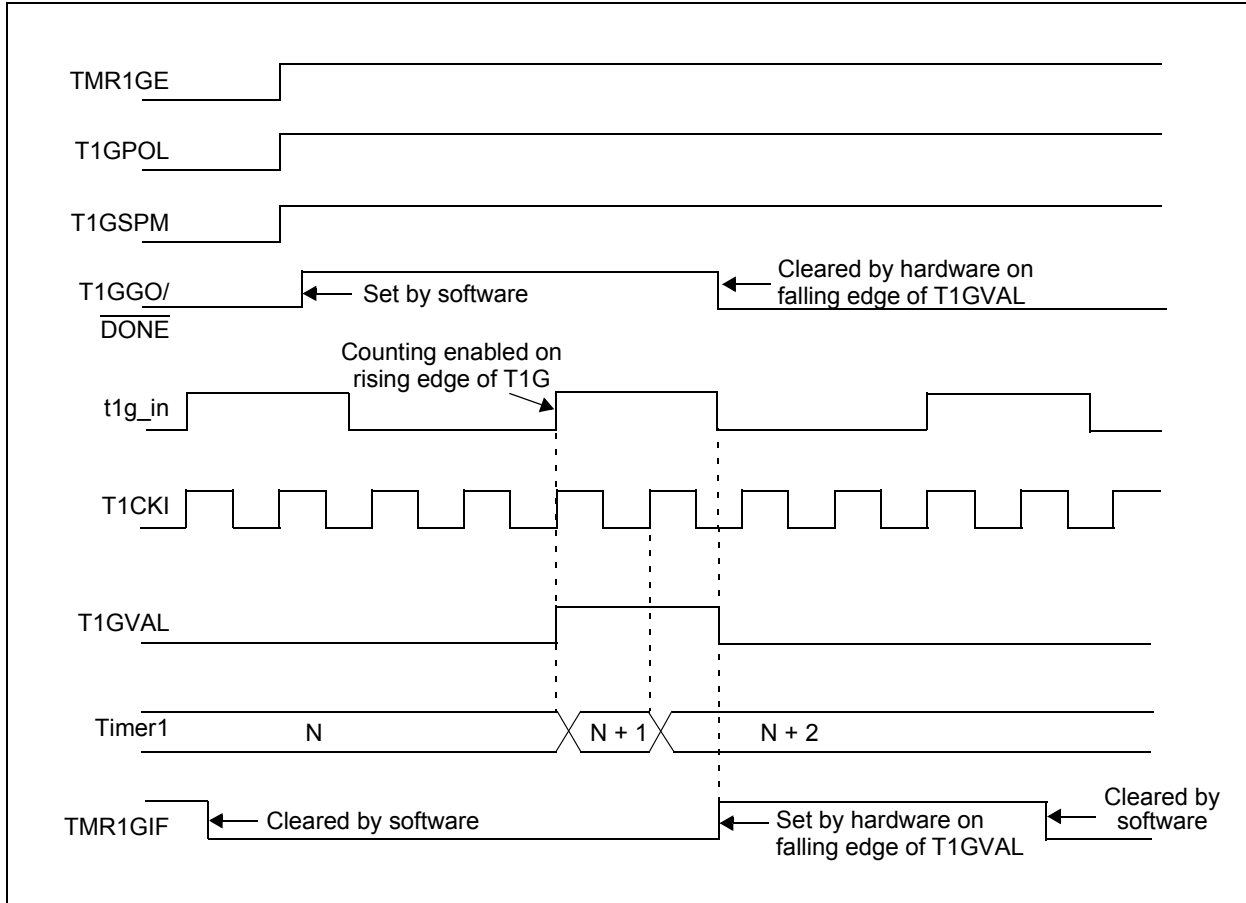 TMR1GE
T1GPOL
T1GSPM
T1GGO/
DONE
Set by software
Cleared by hardware on
falling edge of T1GVAL
Counting enabled on
rising edge of T1G
t1g_in
T1CKI
T1GVAL
Timer1
N
N + 1
N + 2
TMR1GIF
Cleared by software
Set by hardware on
falling edge of T1GVAL
Cleared by
software